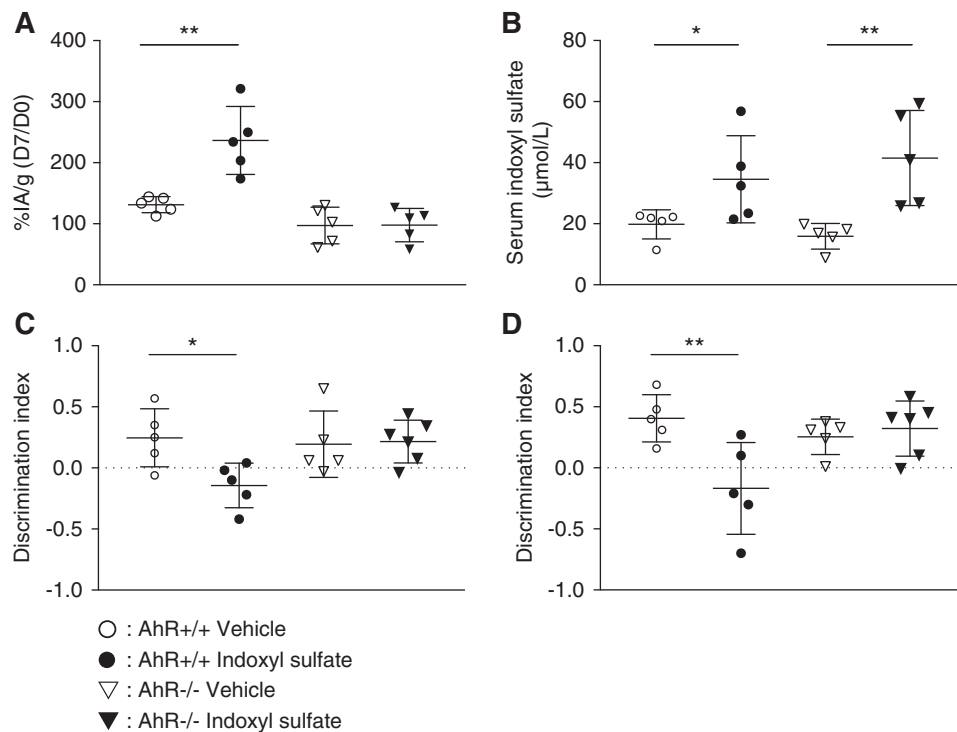 A
400
300
200
100
0
%IA/g (D7/D0)
**
B
80
60
40
20
0
Serum indoxyl sulfate
(µmol/L)
*
**
C
1.0
0.5
0.0
-0.5
-1.0
Discrimination index
*
D
1.0
0.5
0.0
-0.5
-1.0
Discrimination index
**
: AhR+/+ Vehicle
: AhR+/+ Indoxyl sulfate
: AhR-/- Vehicle
: AhR-/- Indoxyl sulfate